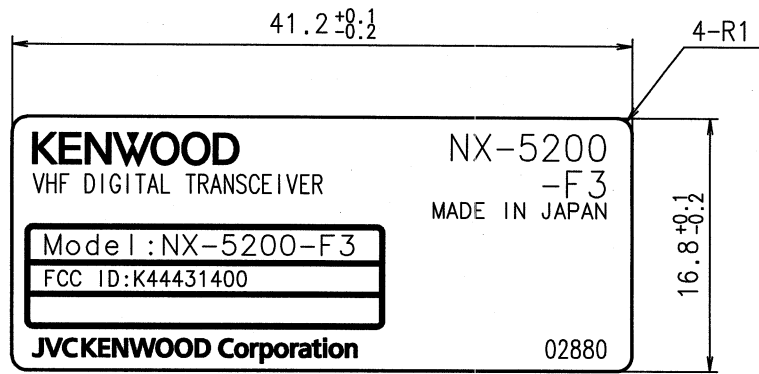 41.2 +0.1 -0.2
4-R1
KENWOOD NX-5200
VHF DIGITAL TRANSCEIVER -F3
MADE IN JAPAN
Model:NX-5200-F3
FCC ID:K44431400
JVCKENWOOD Corporation 02880
16.8 +0.1 -0.2